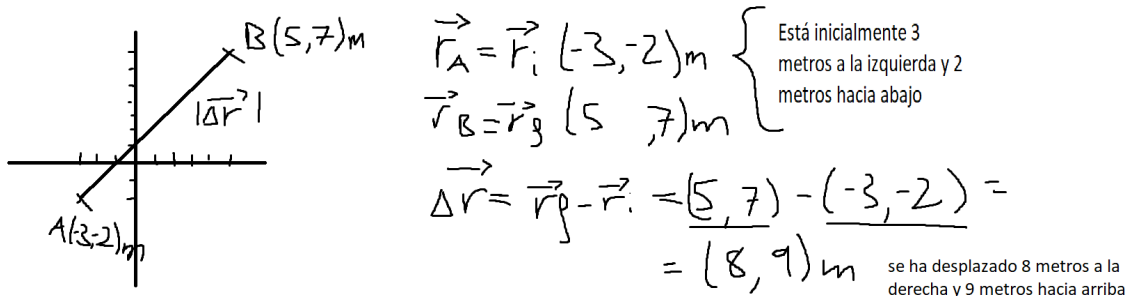 B(5,7)m
|Δr⃗|
A(-3,-2)m
r⃗A = r⃗i (-3,-2)m
Está inicialmente 3
metros a la izquierda y 2
metros hacia abajo
r⃗B = r⃗f (5 ,7)m
Δr⃗ = r⃗f - r⃗i = (5,7) - (-3,-2) =
= (8,9)m
se ha desplazado 8 metros a la
derecha y 9 metros hacia arriba